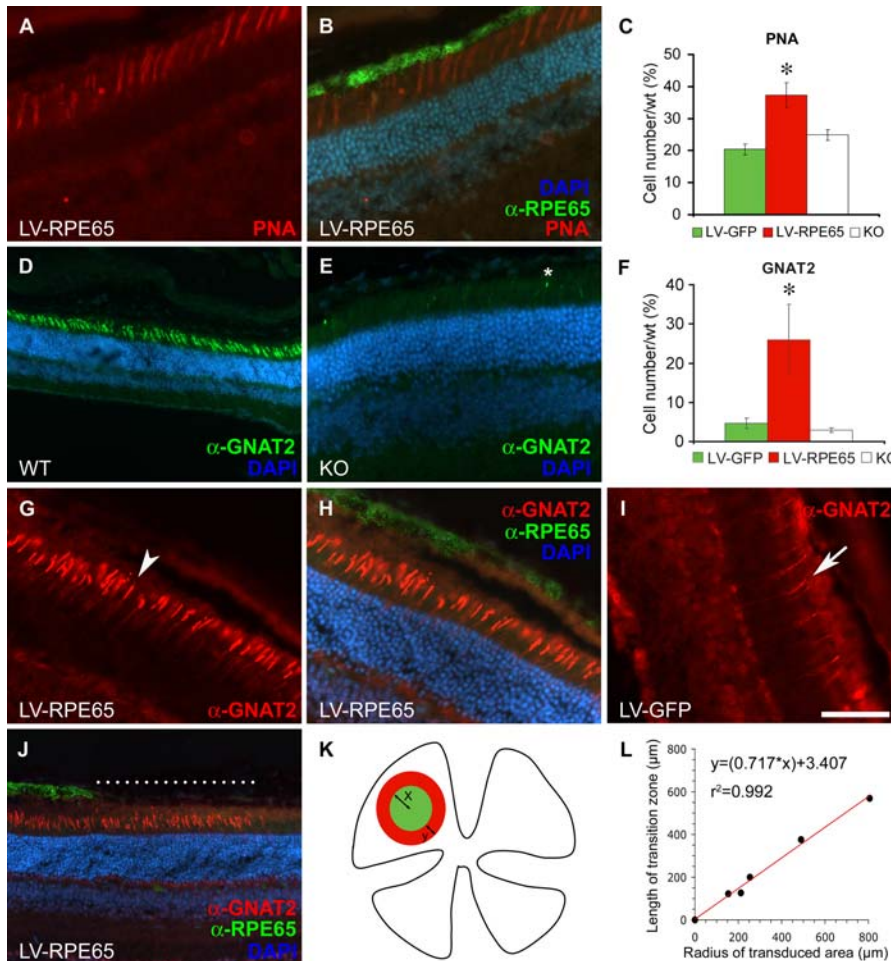 A
LV-RPE65
PNA
B
DAPI
α-RPE65
LV-RPE65
PNA
C
PNA
*
Cell number/wt (%)
50
40
30
20
10
0
LV-GFP LV-RPE65 KO
D
α-GNAT2
WT
DAPI
E
*
α-GNAT2
KO
DAPI
F
GNAT2
*
Cell number/wt (%)
40
30
20
10
0
LV-GFP LV-RPE65 KO
G
LV-RPE65
α-GNAT2
H
α-GNAT2
α-RPE65
DAPI
LV-RPE65
I
α-GNAT2
LV-GFP
J
α-GNAT2
α-RPE65
LV-RPE65
DAPI
K
X
L
y=(0.717*x)+3.407
r²=0.992
Length of transition zone (µm)
800
600
400
200
0
0 200 400 600 800
Radius of transduced area (µm)